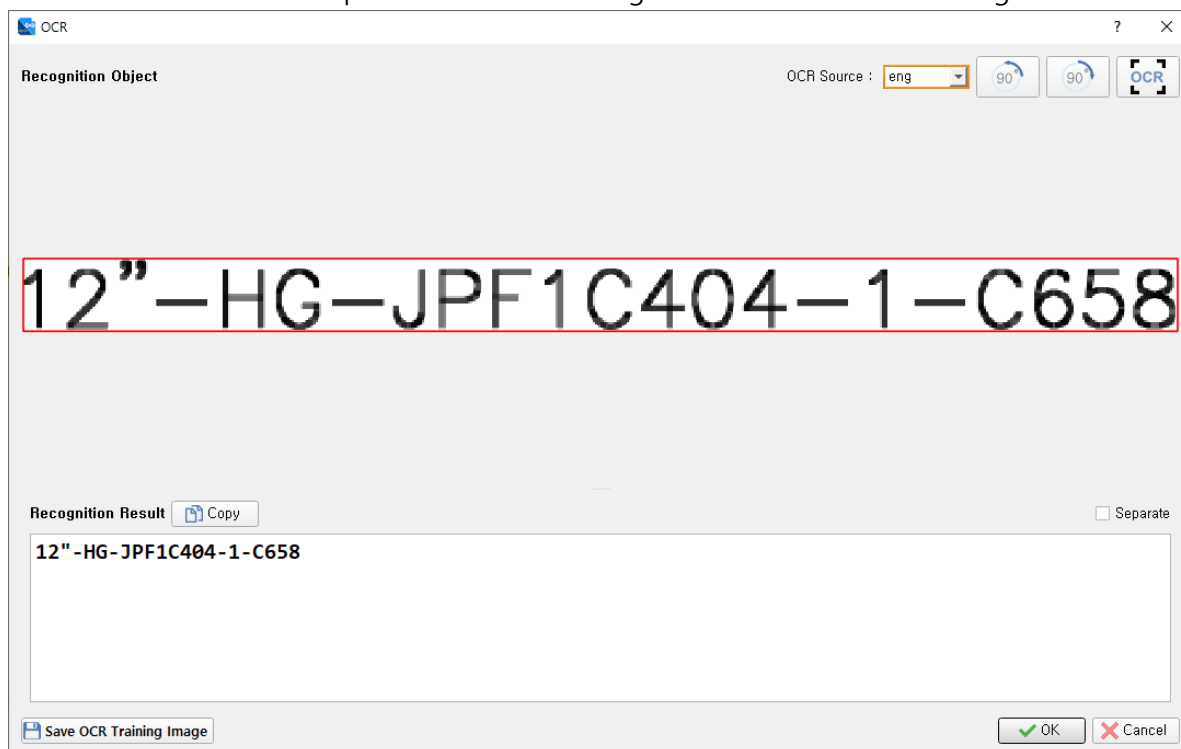 OCR
? ×
Recognition Object
OCR Source : eng
90°
90°
OCR
12”-HG-JPF1C404-1-C658
Recognition Result
Copy
Separate
12"-HG-JPF1C404-1-C658
Save OCR Training Image
OK
Cancel